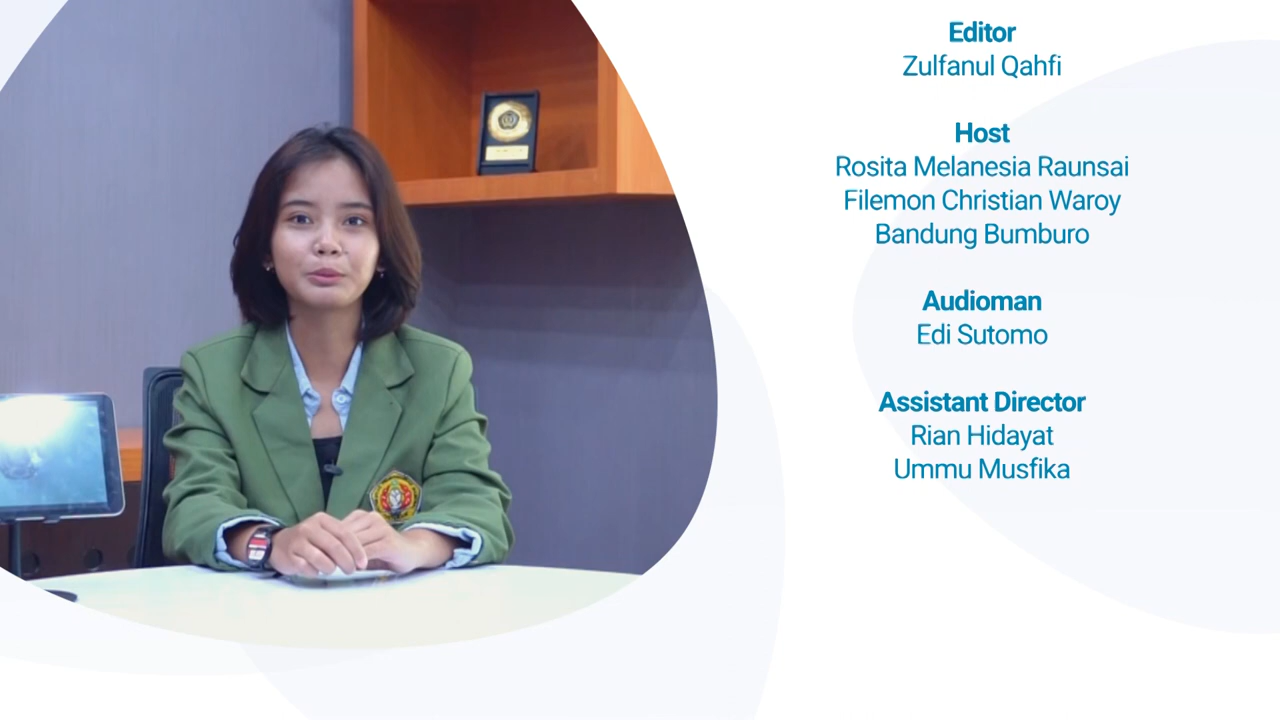 Editor
Zulfanul Qahfi
Host
Rosita Melanesia Raunsai
Filemon Christian Waroy
Bandung Bumburo
Audioman
Edi Sutomo
Assistant Director
Rian Hidayat
Ummu Musfika